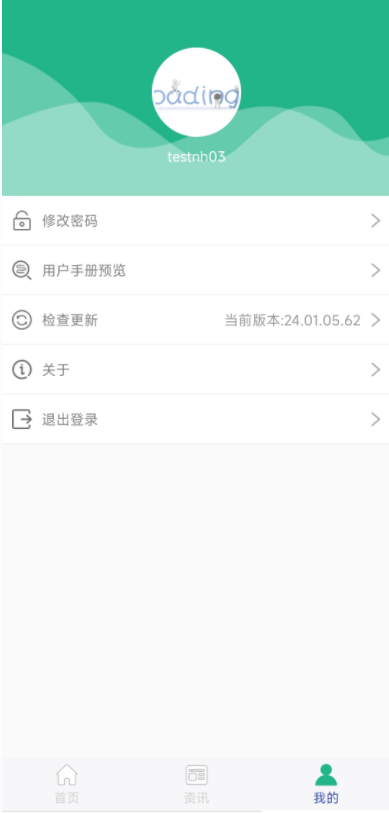 oading
testnh03
修改密码
用户手册预览
检查更新 当前版本:24.01.05.62
关于
退出登录
首页 资讯 我的